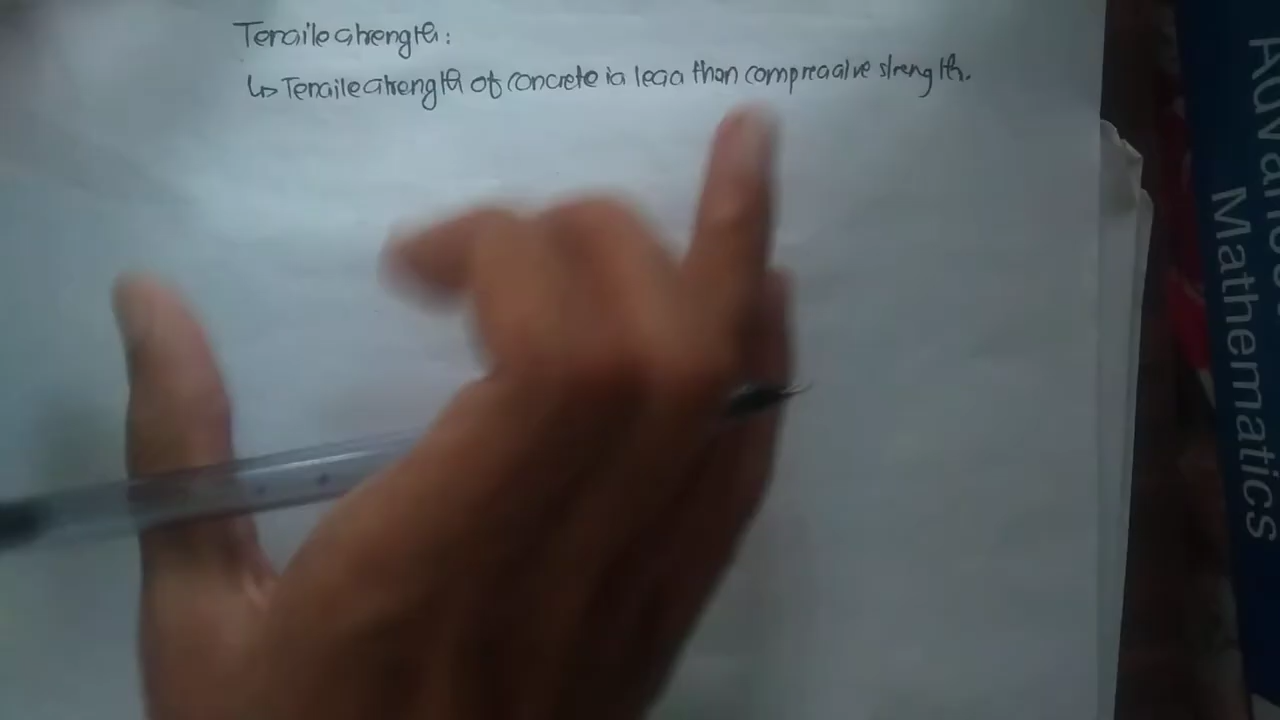 Tensile strength:
↳ Tensile strength of concrete is less than compressive strength.
Mathematics